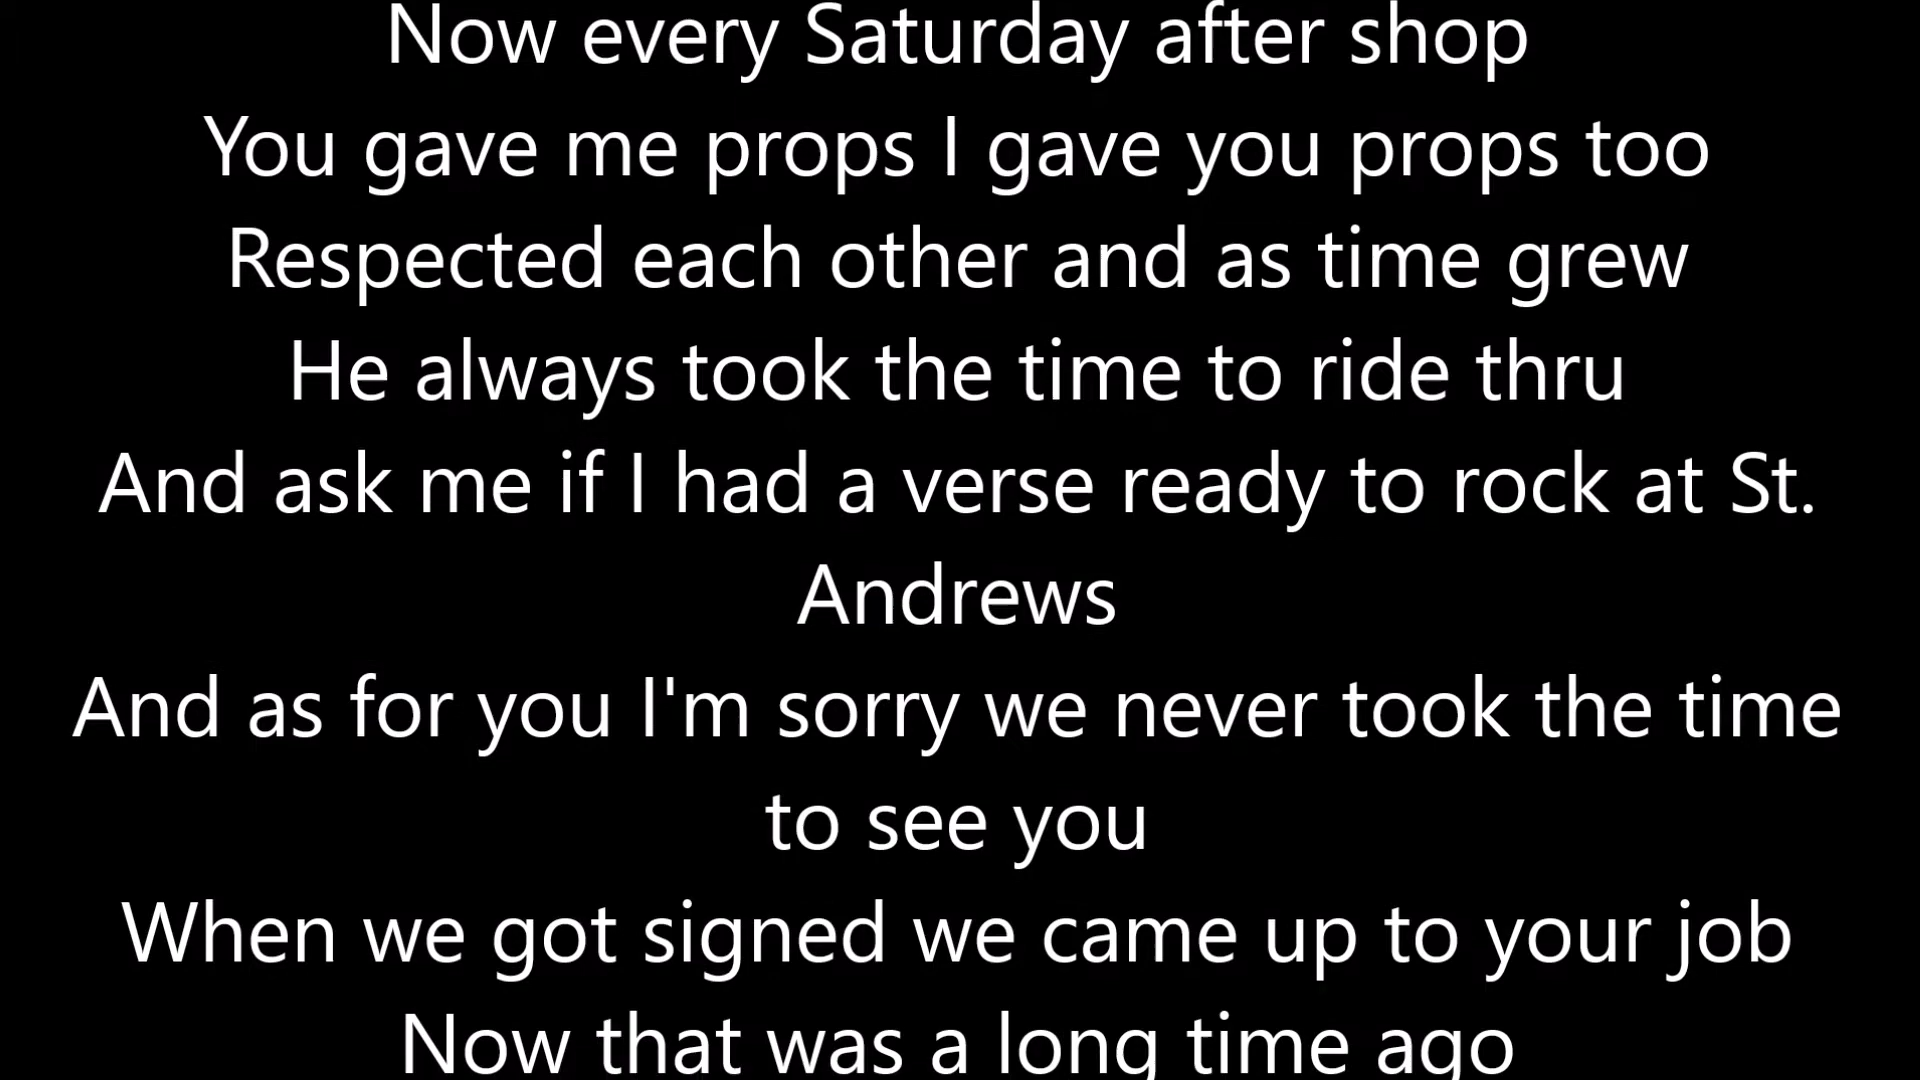 Now every Saturday after shop
You gave me props I gave you props too
Respected each other and as time grew
He always took the time to ride thru
And ask me if I had a verse ready to rock at St.
Andrews
And as for you I'm sorry we never took the time
to see you
When we got signed we came up to your job
Now that was a long time ago